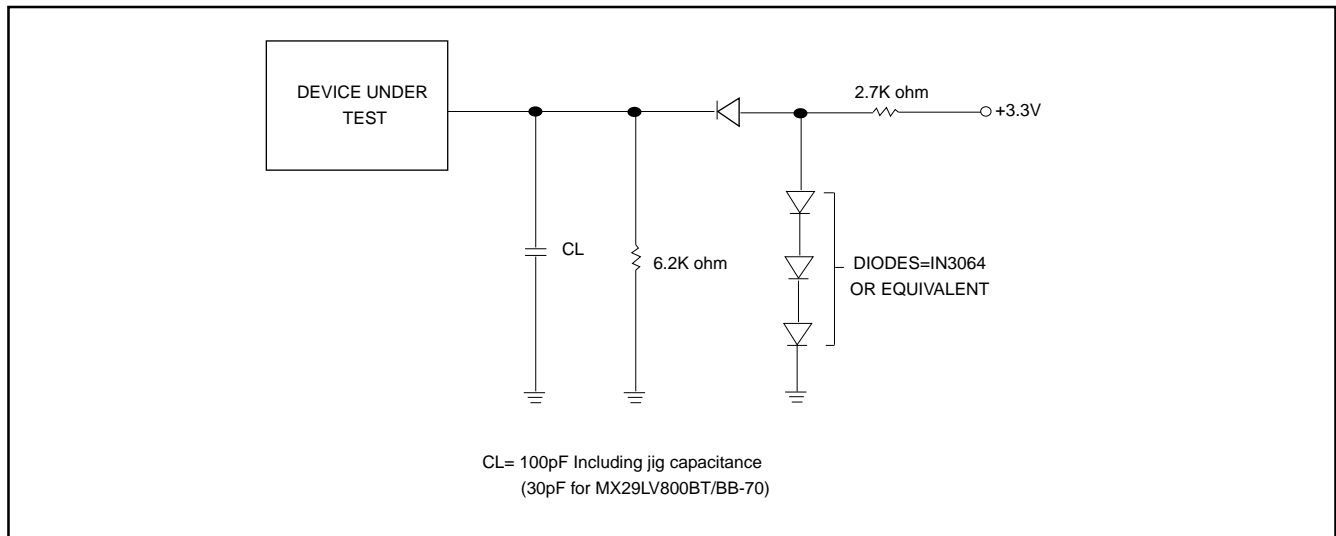 DEVICE UNDER
TEST
2.7K ohm
+3.3V
CL
6.2K ohm
DIODES=IN3064
OR EQUIVALENT
CL= 100pF Including jig capacitance
(30pF for MX29LV800BT/BB-70)